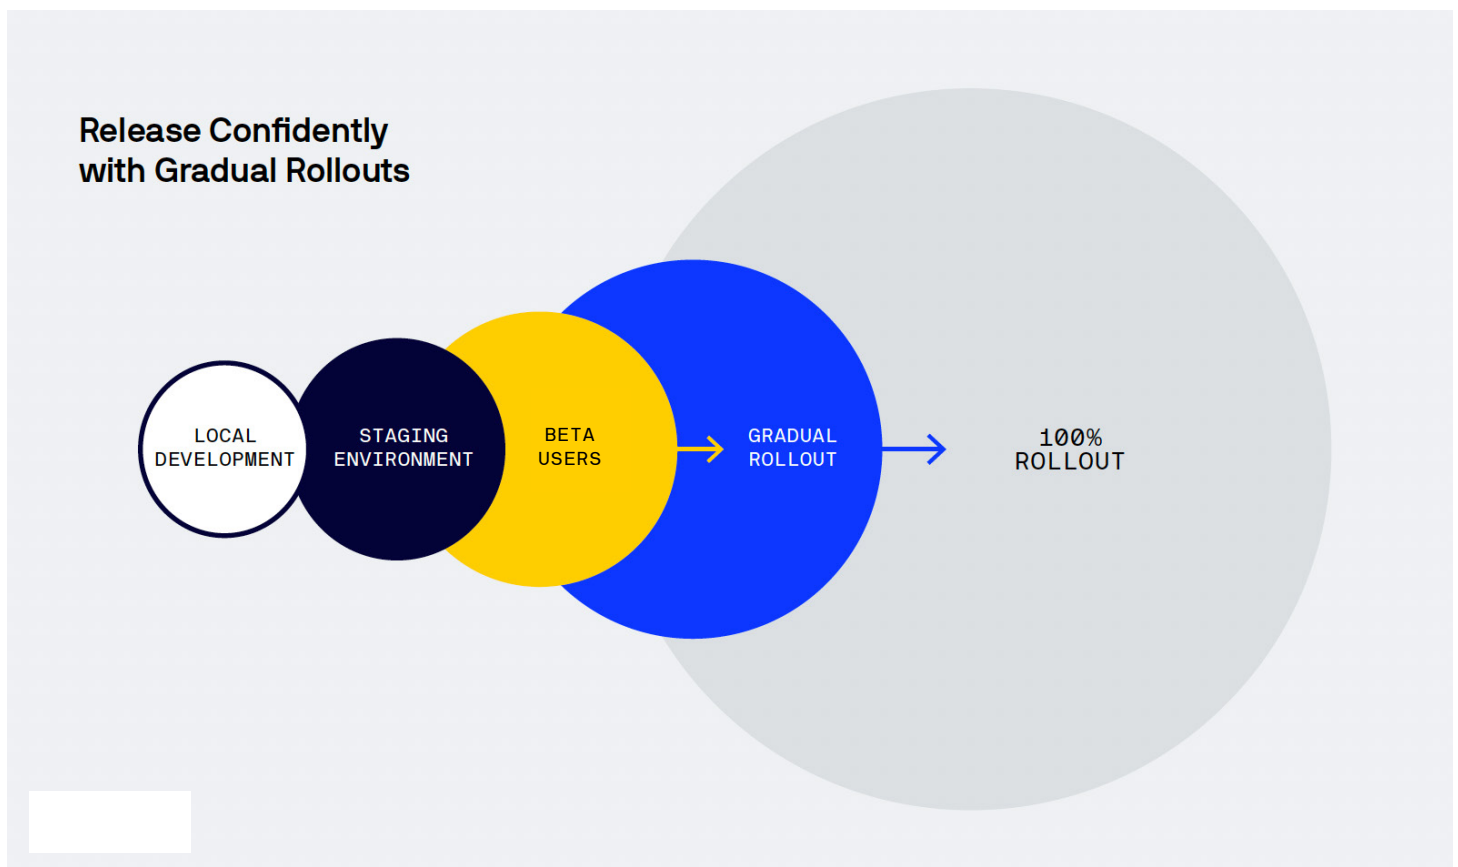 Release Confidently
with Gradual Rollouts
LOCAL
DEVELOPMENT
STAGING
ENVIRONMENT
BETA
USERS
GRADUAL
ROLLOUT
100%
ROLLOUT